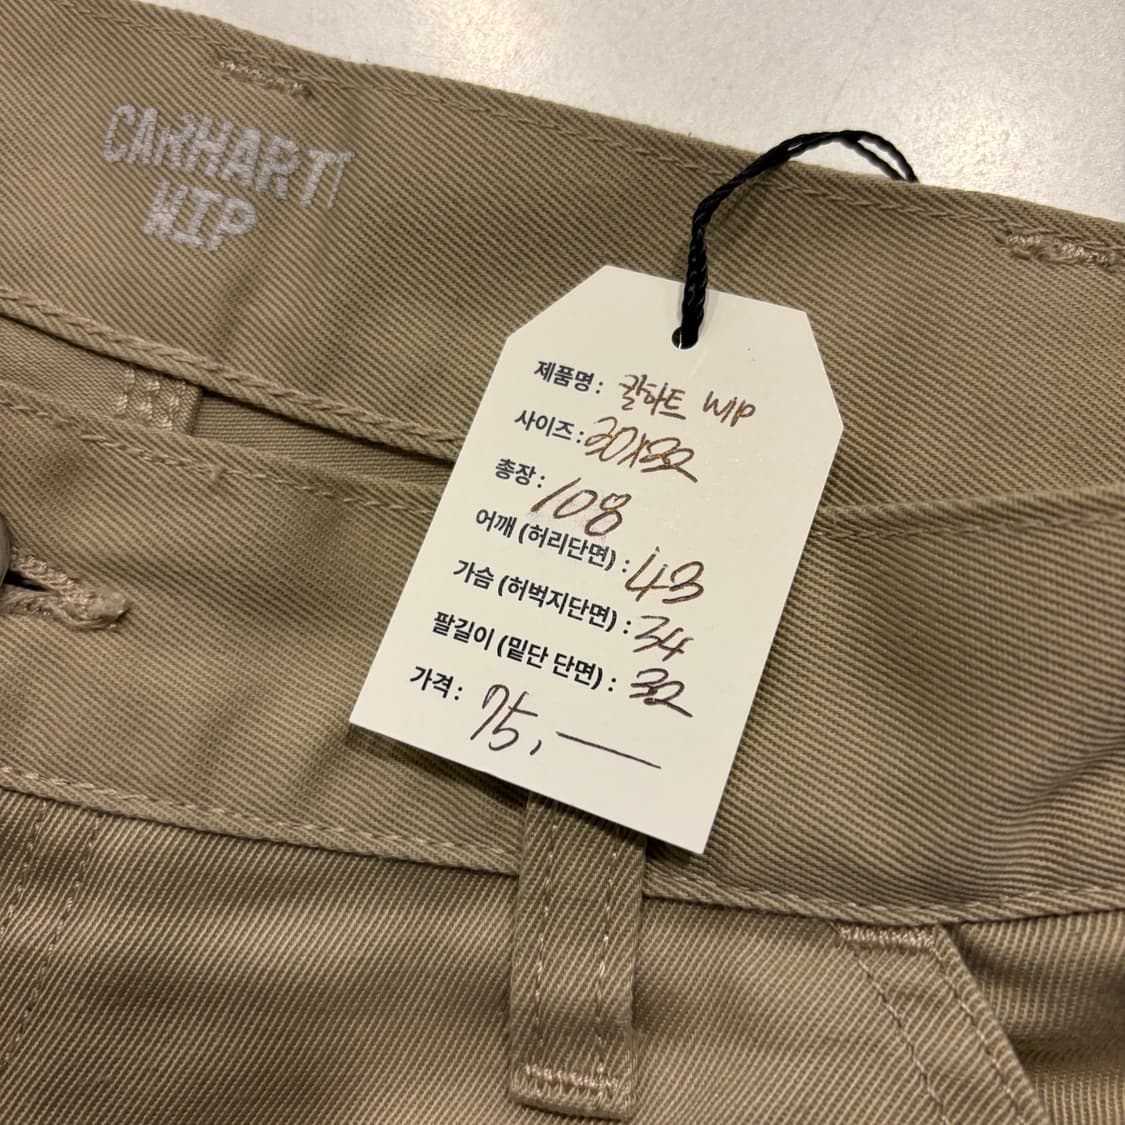 CARHARTT
WIP
제품명: 칼하트 WIP
사이즈: 30X32
총장: 108
어깨 (허리단면) : 43
가슴 (허벅지단면) : 34
팔길이 (밑단 단면) : 32
가격: 75,—